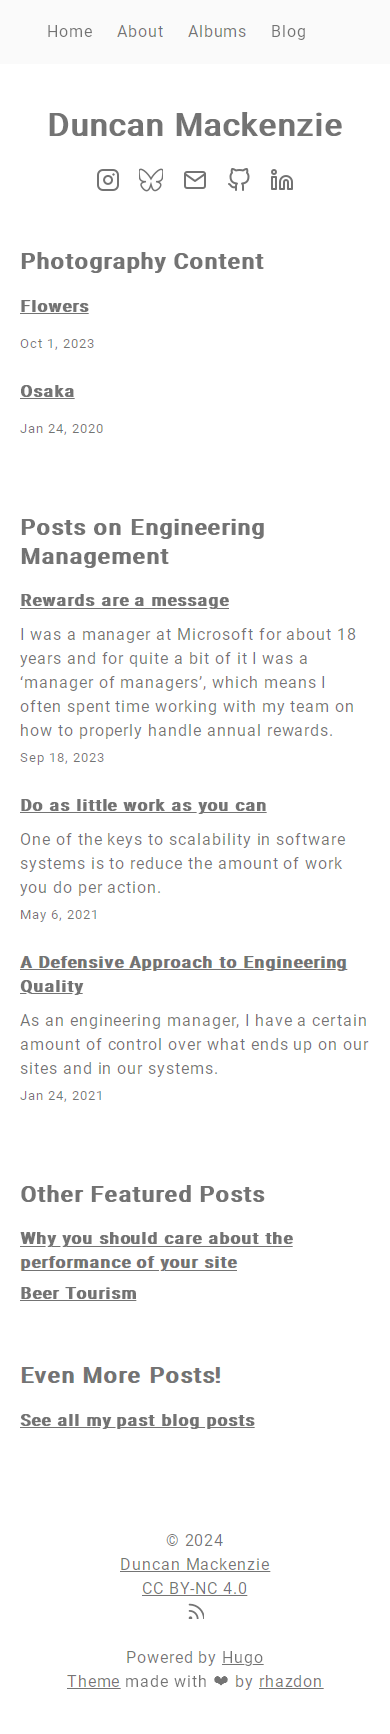 Home About Albums Blog
Duncan Mackenzie
Photography Content
Flowers
Oct 1, 2023
Osaka
Jan 24, 2020
Posts on Engineering
Management
Rewards are a message
I was a manager at Microsoft for about 18
years and for quite a bit of it I was a
‘manager of managers’, which means I
often spent time working with my team on
how to properly handle annual rewards.
Sep 18, 2023
Do as little work as you can
One of the keys to scalability in software
systems is to reduce the amount of work
you do per action.
May 6, 2021
A Defensive Approach to Engineering
Quality
As an engineering manager, I have a certain
amount of control over what ends up on our
sites and in our systems.
Jan 24, 2021
Other Featured Posts
Why you should care about the
performance of your site
Beer Tourism
Even More Posts!
See all my past blog posts
© 2024
Duncan Mackenzie
CC BY-NC 4.0
Powered by Hugo
Theme made with ❤ by rhazdon